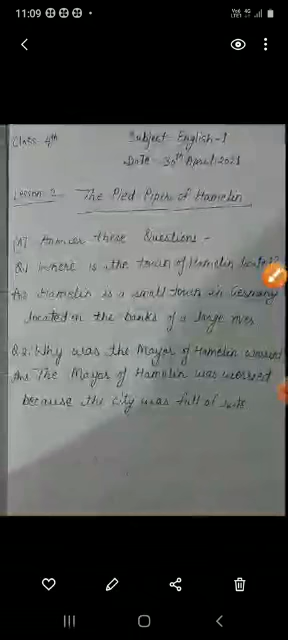 11:09
Class 4th
Subject English-1
Date 30th April 2021
Lesson-2 The Pied Piper of Hamelin
Answer these Questions -
Q1 Where is the town of Hamelin
Ans Hamelin is a small town in Germany
located on the banks of a large river
Q2. Why was the Mayor of Hamelin worried
Ans The Mayor of Hamelin was worried
because the city was full of